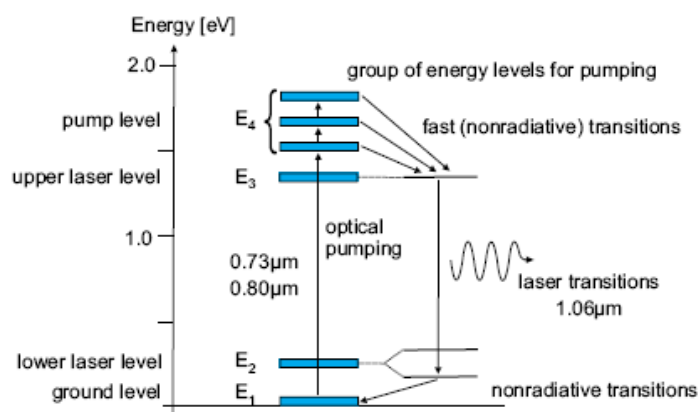 Energy [eV]
2.0
group of energy levels for pumping
pump level
E4
fast (nonradiative) transitions
upper laser level
E3
1.0
optical
pumping
0.73μm
0.80μm
laser transitions
1.06μm
lower laser level
E2
ground level
E1
nonradiative transitions